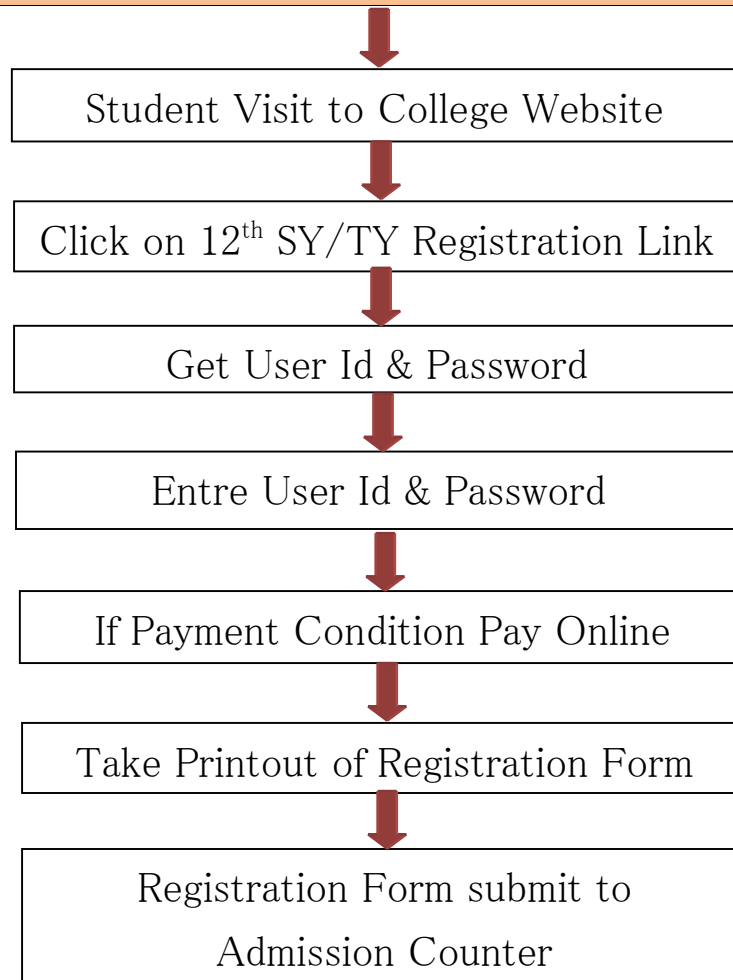 Student Visit to College Website
Click on 12th SY/TY Registration Link
Get User Id & Password
Entre User Id & Password
If Payment Condition Pay Online
Take Printout of Registration Form
Registration Form submit to
Admission Counter